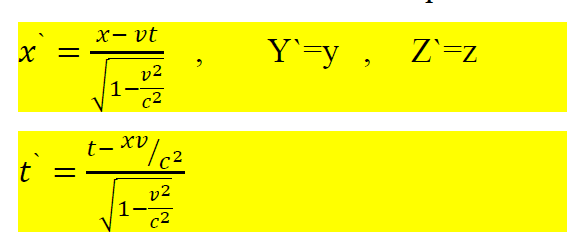 x` = (x− vt)/√(1−v²/c²) , Y`=y , Z`=z
t` = (t− xv/c²)/√(1−v²/c²)